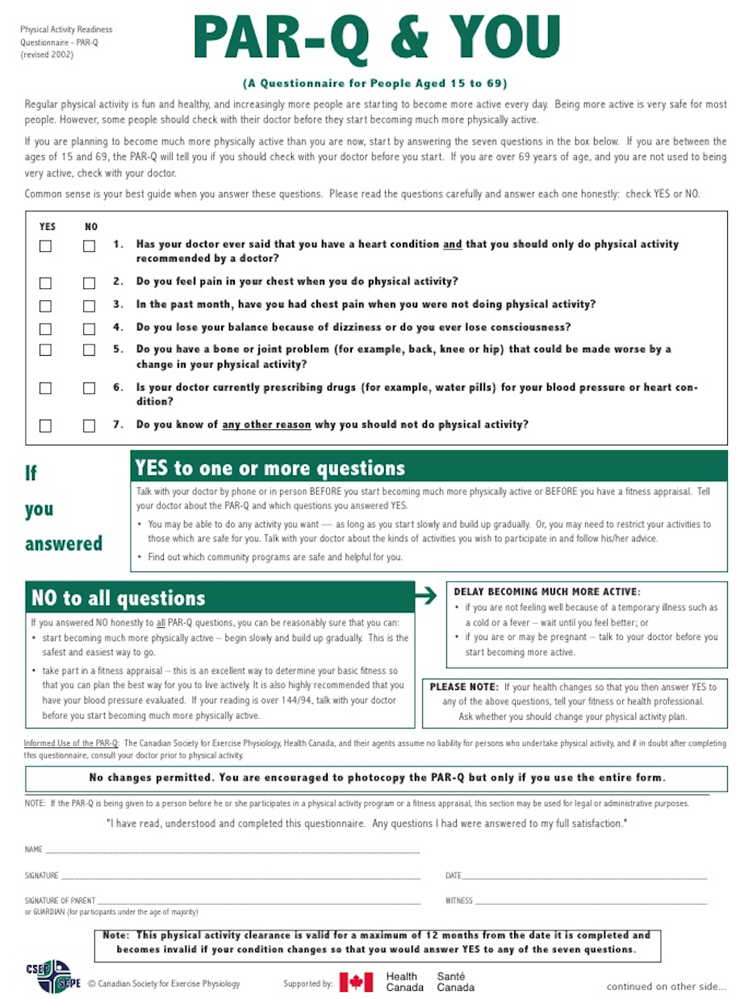 Physical Activity Readiness
Questionnaire - PAR-Q
(revised 2002)
PAR-Q & YOU
(A Questionnaire for People Aged 15 to 69)
Regular physical activity is fun and healthy, and increasingly more people are starting to become more active every day. Being more active is very safe for most
people. However, some people should check with their doctor before they start becoming much more physically active.
If you are planning to become much more physically active than you are now, start by answering the seven questions in the box below. If you are between the
ages of 15 and 69, the PAR-Q will tell you if you should check with your doctor before you start. If you are over 69 years of age, and you are not used to being
very active, check with your doctor.
Common sense is your best guide when you answer these questions. Please read the questions carefully and answer each one honestly: check YES or NO.
YES NO
1. Has your doctor ever said that you have a heart condition and that you should only do physical activity
recommended by a doctor?
2. Do you feel pain in your chest when you do physical activity?
3. In the past month, have you had chest pain when you were not doing physical activity?
4. Do you lose your balance because of dizziness or do you ever lose consciousness?
5. Do you have a bone or joint problem (for example, back, knee or hip) that could be made worse by a
change in your physical activity?
6. Is your doctor currently prescribing drugs (for example, water pills) for your blood pressure or heart con-
dition?
7. Do you know of any other reason why you should not do physical activity?
If
you
answered
YES to one or more questions
Talk with your doctor by phone or in person BEFORE you start becoming much more physically active or BEFORE you have a fitness appraisal. Tell
your doctor about the PAR-Q and which questions you answered YES.
• You may be able to do any activity you want — as long as you start slowly and build up gradually. Or, you may need to restrict your activities to
those which are safe for you. Talk with your doctor about the kinds of activities you wish to participate in and follow his/her advice.
• Find out which community programs are safe and helpful for you.
NO to all questions
If you answered NO honestly to all PAR-Q questions, you can be reasonably sure that you can:
• start becoming much more physically active – begin slowly and build up gradually. This is the
safest and easiest way to go.
• take part in a fitness appraisal – this is an excellent way to determine your basic fitness so
that you can plan the best way for you to live actively. It is also highly recommended that you
have your blood pressure evaluated. If your reading is over 144/94, talk with your doctor
before you start becoming much more physically active.
DELAY BECOMING MUCH MORE ACTIVE:
• if you are not feeling well because of a temporary illness such as
a cold or a fever – wait until you feel better; or
• if you are or may be pregnant – talk to your doctor before you
start becoming more active.
PLEASE NOTE: If your health changes so that you then answer YES to
any of the above questions, tell your fitness or health professional.
Ask whether you should change your physical activity plan.
Informed Use of the PAR-Q: The Canadian Society for Exercise Physiology, Health Canada, and their agents assume no liability for persons who undertake physical activity, and if in doubt after completing
this questionnaire, consult your doctor prior to physical activity.
No changes permitted. You are encouraged to photocopy the PAR-Q but only if you use the entire form.
NOTE: If the PAR-Q is being given to a person before he or she participates in a physical activity program or a fitness appraisal, this section may be used for legal or administrative purposes.
"I have read, understood and completed this questionnaire. Any questions I had were answered to my full satisfaction."
NAME
SIGNATURE DATE
SIGNATURE OF PARENT WITNESS
or GUARDIAN (for participants under the age of majority)
Note: This physical activity clearance is valid for a maximum of 12 months from the date it is completed and
becomes invalid if your condition changes so that you would answer YES to any of the seven questions.
CSEP
SCPE
© Canadian Society for Exercise Physiology
Supported by:
Health Santé
Canada Canada
continued on other side...